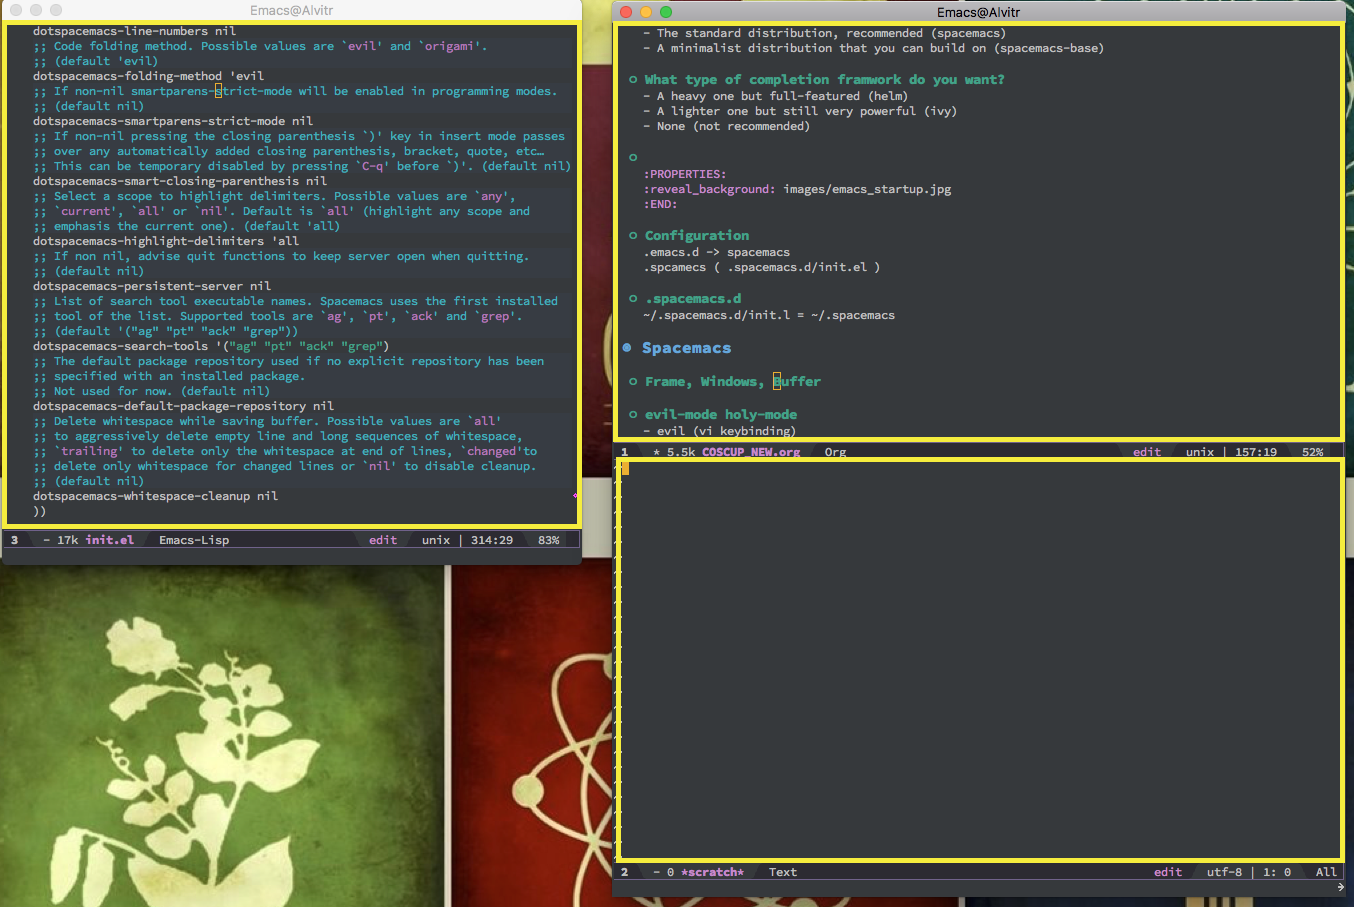 Emacs@Alvitr
dotspacemacs-line-numbers nil
;; Code folding method. Possible values are `evil' and `origami'.
;; (default 'evil)
dotspacemacs-folding-method 'evil
;; If non-nil smartparens-strict-mode will be enabled in programming modes.
;; (default nil)
dotspacemacs-smartparens-strict-mode nil
;; If non-nil pressing the closing parenthesis `)' key in insert mode passes
;; over any automatically added closing parenthesis, bracket, quote, etc…
;; This can be temporary disabled by pressing `C-q' before `)'. (default nil)
dotspacemacs-smart-closing-parenthesis nil
;; Select a scope to highlight delimiters. Possible values are `any',
;; `current', `all' or `nil'. Default is `all' (highlight any scope and
;; emphasis the current one). (default 'all)
dotspacemacs-highlight-delimiters 'all
;; If non nil, advise quit functions to keep server open when quitting.
;; (default nil)
dotspacemacs-persistent-server nil
;; List of search tool executable names. Spacemacs uses the first installed
;; tool of the list. Supported tools are `ag', `pt', `ack' and `grep'.
;; (default '("ag" "pt" "ack" "grep"))
dotspacemacs-search-tools '("ag" "pt" "ack" "grep")
;; The default package repository used if no explicit repository has been
;; specified with an installed package.
;; Not used for now. (default nil)
dotspacemacs-default-package-repository nil
;; Delete whitespace while saving buffer. Possible values are `all'
;; to aggressively delete empty line and long sequences of whitespace,
;; `trailing' to delete only the whitespace at end of lines, `changed'to
;; delete only whitespace for changed lines or `nil' to disable cleanup.
;; (default nil)
dotspacemacs-whitespace-cleanup nil
))
3 - 17k init.el Emacs-Lisp edit unix | 314:29 83%
Emacs@Alvitr
- The standard distribution, recommended (spacemacs)
- A minimalist distribution that you can build on (spacemacs-base)
What type of completion framwork do you want?
- A heavy one but full-featured (helm)
- A lighter one but still very powerful (ivy)
- None (not recommended)
:PROPERTIES:
:reveal_background: images/emacs_startup.jpg
:END:
Configuration
.emacs.d -> spacemacs
.spcamecs ( .spacemacs.d/init.el )
.spacemacs.d
~/.spacemacs.d/init.l = ~/.spacemacs
Spacemacs
Frame, Windows, Buffer
evil-mode holy-mode
- evil (vi keybinding)
1 * 5.5k COSCUP_NEW.org Org edit unix | 157:19 52%
2 - 0 *scratch* Text edit utf-8 | 1: 0 All